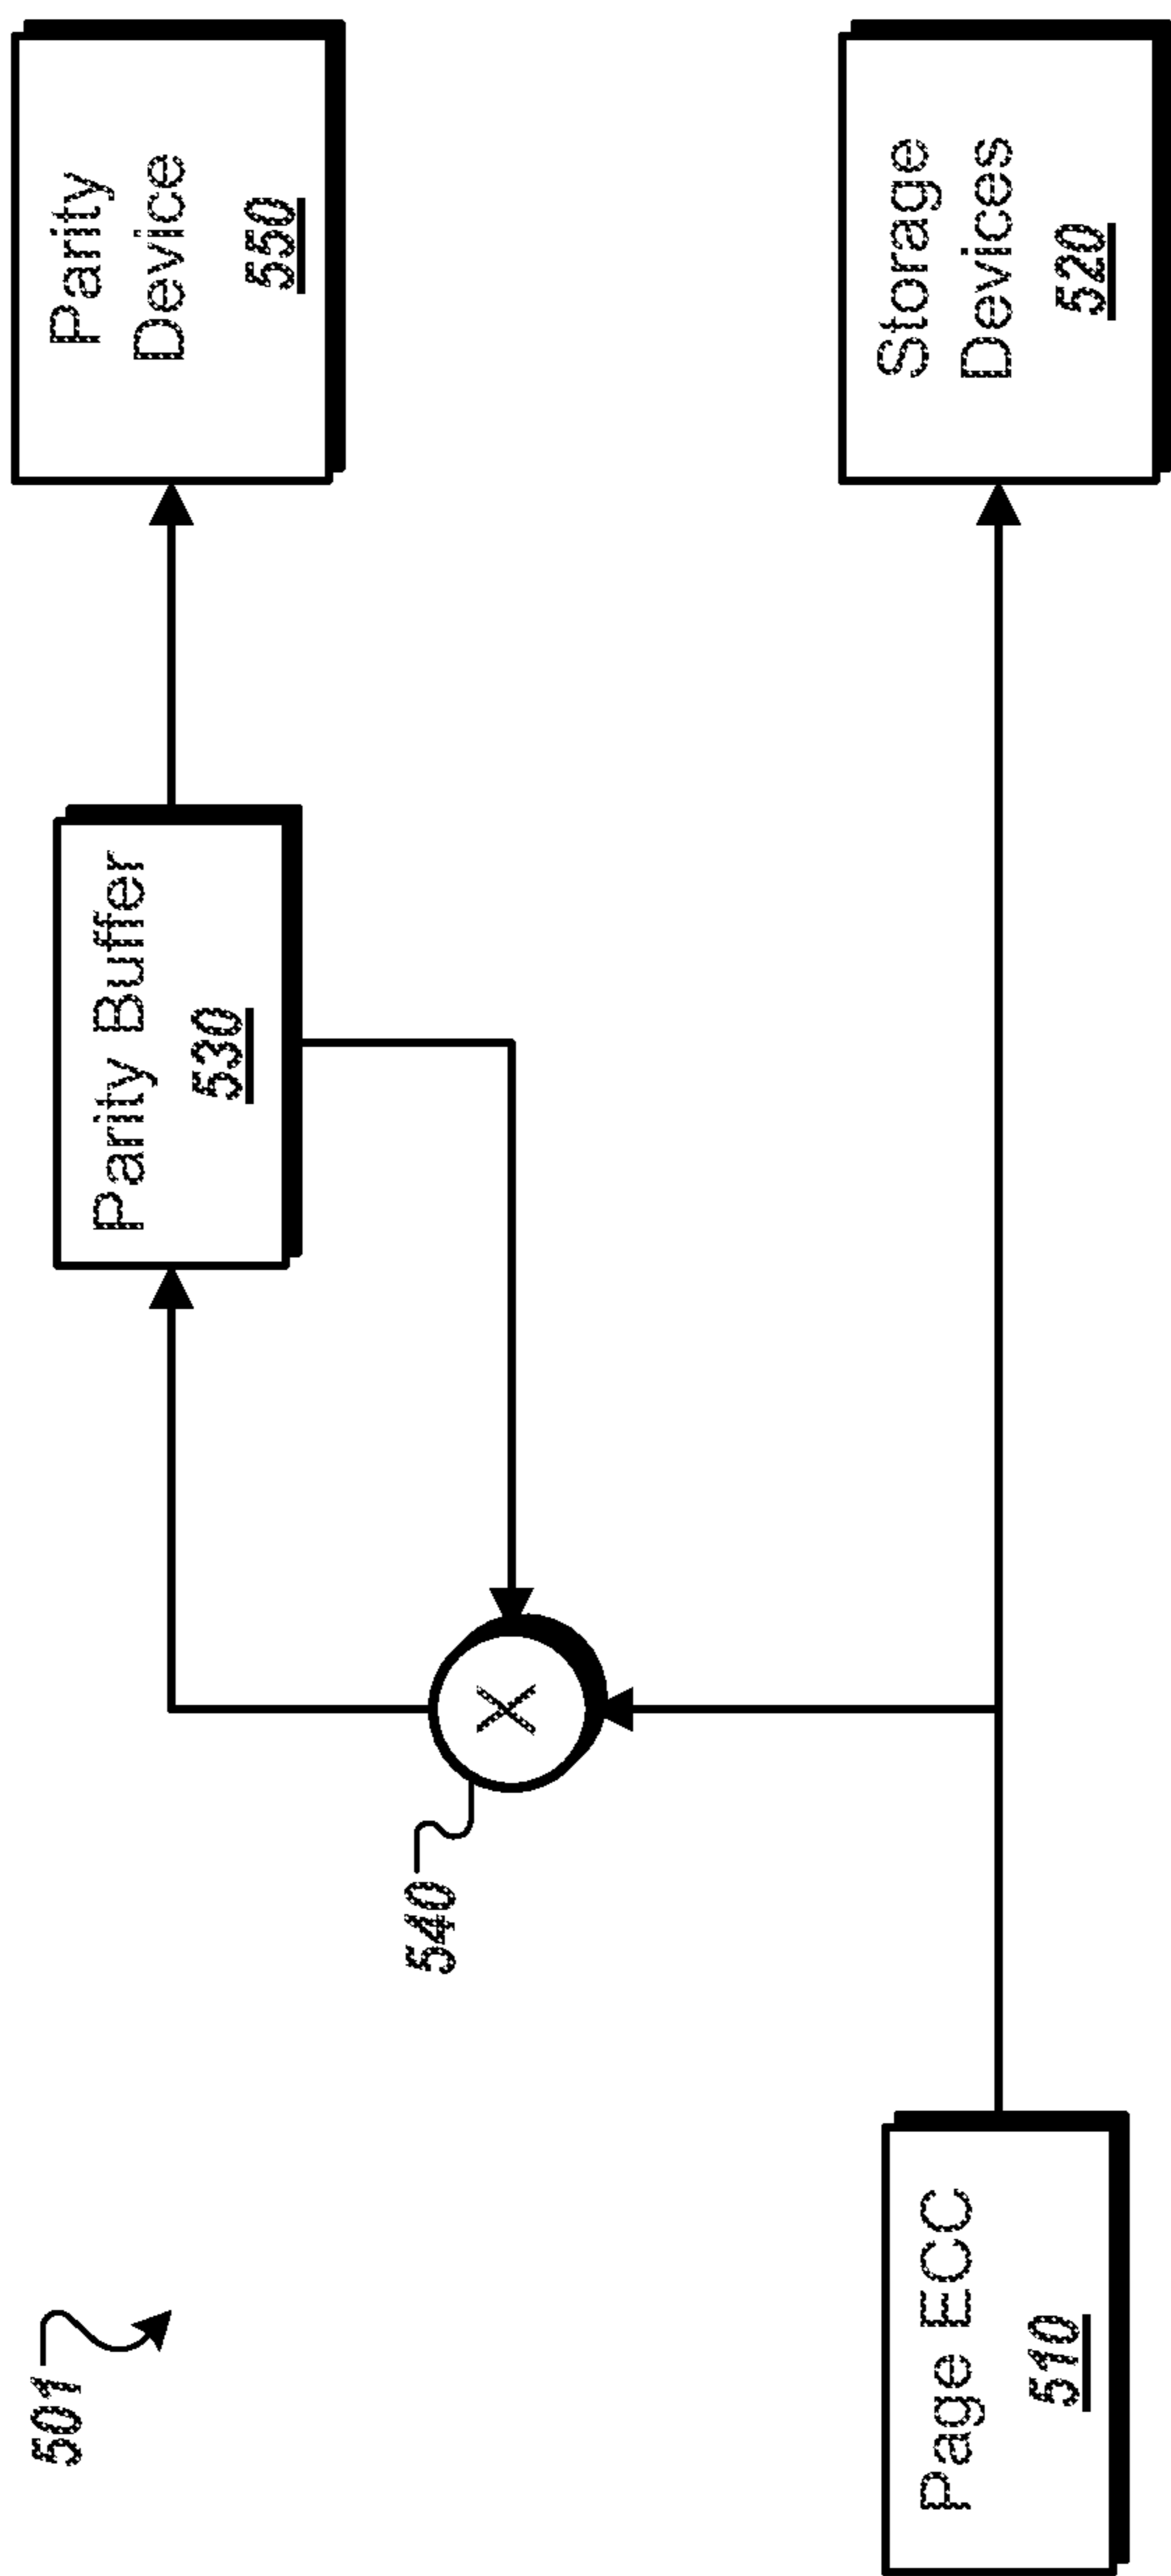 501
Parity
Device
550
Parity Buffer
530
540
X
Storage
Devices
520
Page ECC
510